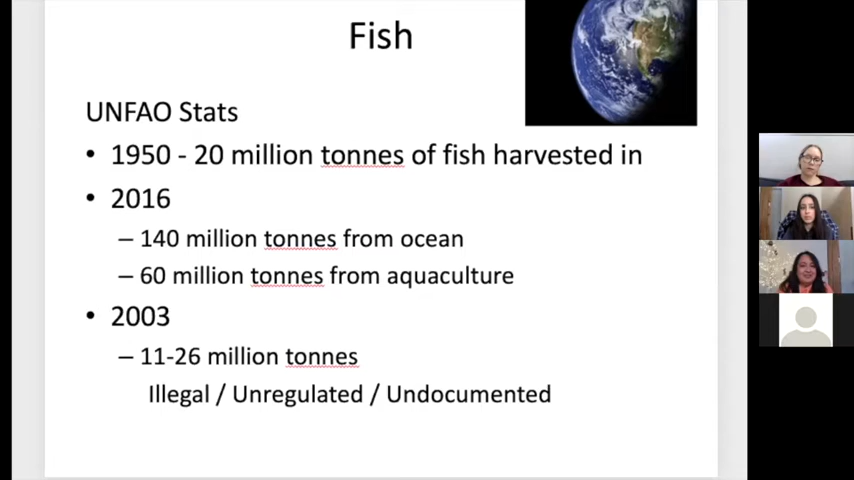 Fish
UNFAO Stats
• 1950 - 20 million tonnes of fish harvested in
• 2016
– 140 million tonnes from ocean
– 60 million tonnes from aquaculture
• 2003
– 11-26 million tonnes
Illegal / Unregulated / Undocumented